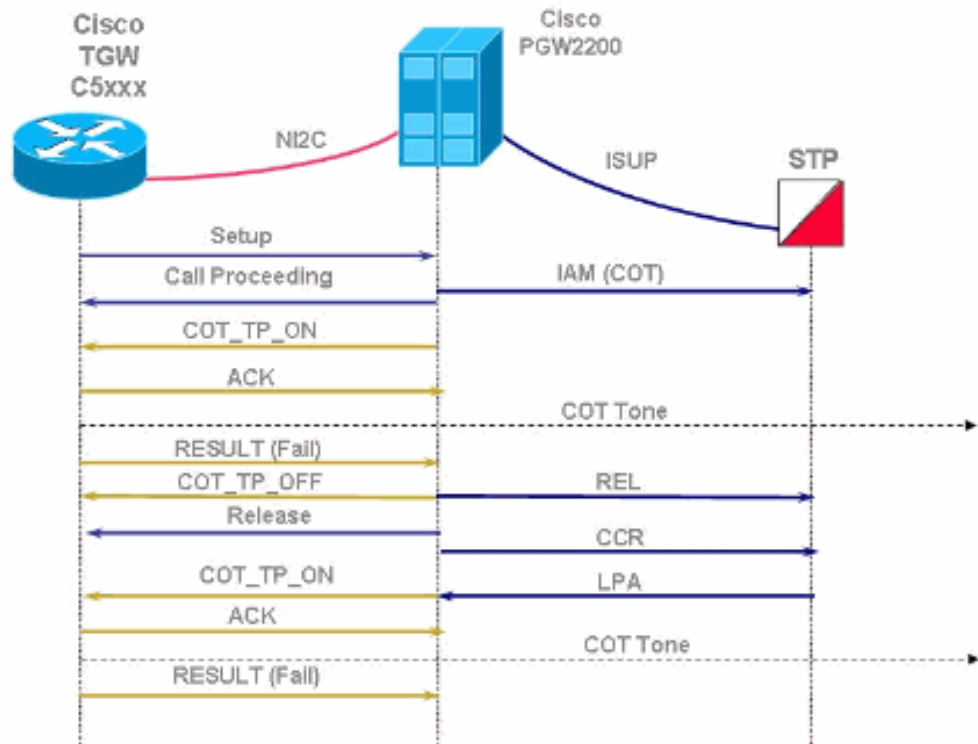 Cisco
TGW
C5xxx
Cisco
PGW2200
NI2C
ISUP
STP
Setup
Call Proceeding
IAM (COT)
COT_TP_ON
ACK
COT Tone
RESULT (Fail)
COT_TP_OFF
REL
Release
CCR
COT_TP_ON
LPA
ACK
COT Tone
RESULT (Fail)